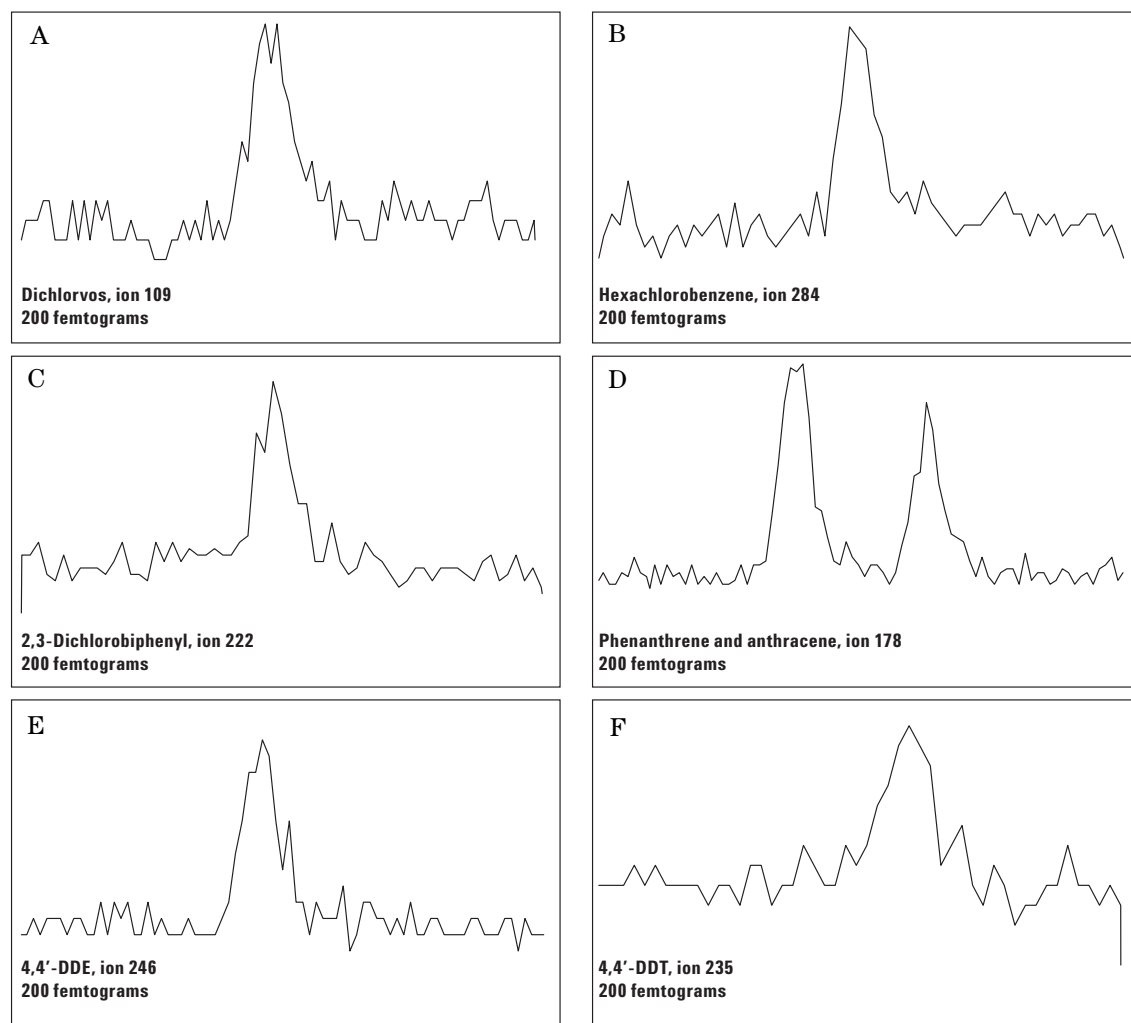 A
Dichlorvos, ion 109
200 femtograms
B
Hexachlorobenzene, ion 284
200 femtograms
C
2,3-Dichlorobiphenyl, ion 222
200 femtograms
D
Phenanthrene and anthracene, ion 178
200 femtograms
E
4,4′-DDE, ion 246
200 femtograms
F
4,4′-DDT, ion 235
200 femtograms